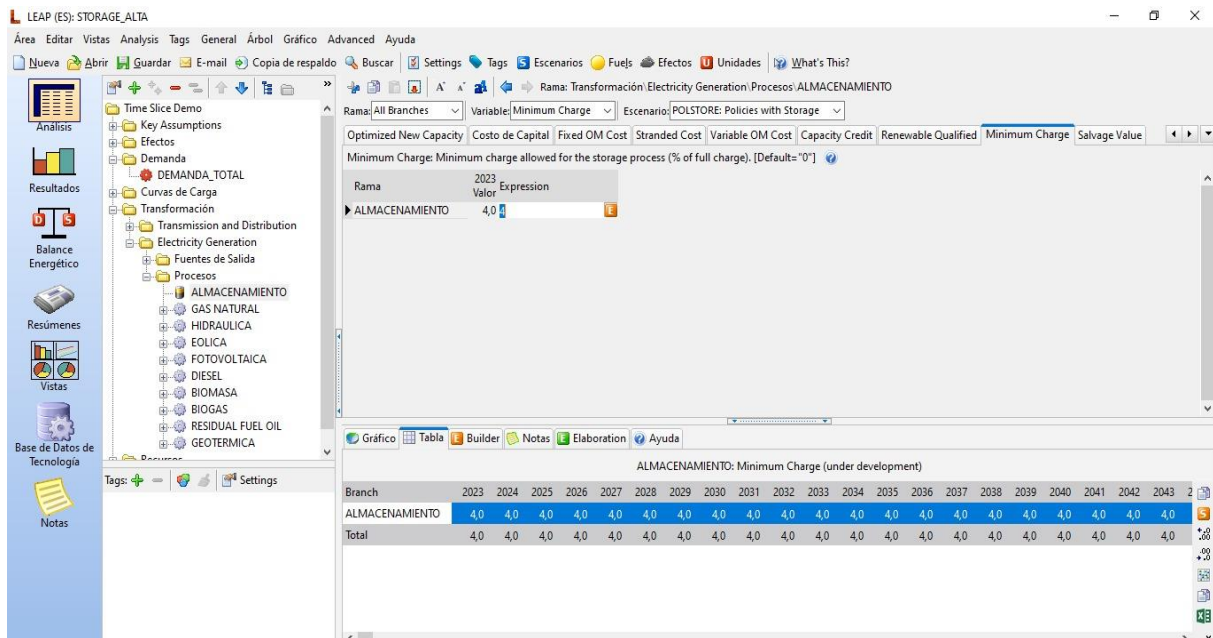 LEAP (ES): STORAGE_ALTA
Área Editar Vistas Analysis Tags General Árbol Gráfico Advanced Ayuda
Nueva Abrir Guardar E-mail Copia de respaldo Buscar Settings Tags Escenarios Fuels Efectos Unidades What's This?
Rama: Transformación\Electricity Generation\Procesos\ALMACENAMIENTO
Rama: All Branches Variable: Minimum Charge Escenario: POLSTORE: Policies with Storage
Optimized New Capacity Costo de Capital Fixed OM Cost Stranded Cost Variable OM Cost Capacity Credit Renewable Qualified Minimum Charge Salvage Value
Minimum Charge: Minimum charge allowed for the storage process (% of full charge). [Default="0"]
Rama 2023 Valor Expression
ALMACENAMIENTO 4,0 4
Análisis
Resultados
Balance
Energético
Resúmenes
Vistas
Base de Datos de
Tecnología
Notas
Time Slice Demo
Key Assumptions
Efectos
Demanda
DEMANDA_TOTAL
Curvas de Carga
Transformación
Transmission and Distribution
Electricity Generation
Fuentes de Salida
Procesos
ALMACENAMIENTO
GAS NATURAL
HIDRAULICA
EOLICA
FOTOVOLTAICA
DIESEL
BIOMASA
BIOGAS
RESIDUAL FUEL OIL
GEOTERMICA
Recursos
Tags: Settings
Gráfico Tabla Builder Notas Elaboration Ayuda
ALMACENAMIENTO: Minimum Charge (under development)
Branch 2023 2024 2025 2026 2027 2028 2029 2030 2031 2032 2033 2034 2035 2036 2037 2038 2039 2040 2041 2042 2043 2
ALMACENAMIENTO 4,0 4,0 4,0 4,0 4,0 4,0 4,0 4,0 4,0 4,0 4,0 4,0 4,0 4,0 4,0 4,0 4,0 4,0 4,0 4,0 4,0
Total 4,0 4,0 4,0 4,0 4,0 4,0 4,0 4,0 4,0 4,0 4,0 4,0 4,0 4,0 4,0 4,0 4,0 4,0 4,0 4,0 4,0